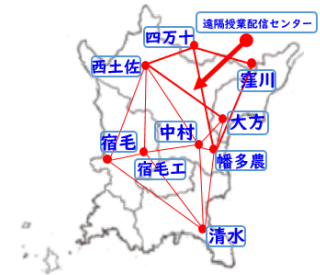 遠隔授業配信センター
四万十
西土佐
窪川
大方
中村
宿毛
幡多農
宿毛工
清水